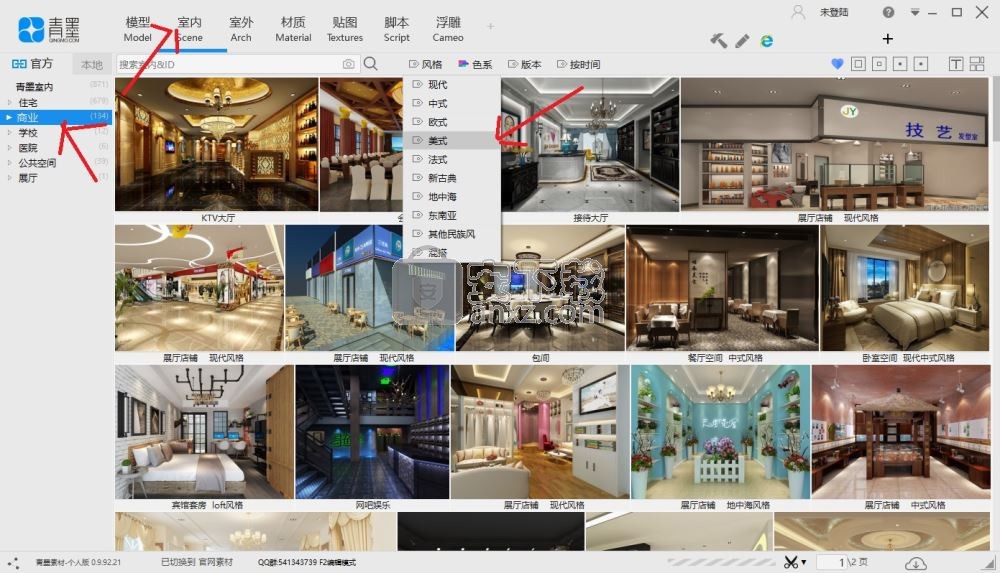 青墨
QINGMO.COM
模型 室内 室外 材质 贴图 脚本 浮雕
Model Scene Arch Material Textures Script Cameo
未登陆
官方 本地
搜索室内&ID
风格 色系 版本 按时间
青墨室内 (871)
住宅 (679)
商业 (134)
学校 (12)
医院 (6)
公共空间 (39)
展厅 (1)
现代
中式
欧式
美式
法式
新古典
地中海
东南亚
其他民族风
混搭
JY
技艺 发型室
KTV大厅
接待大厅
展厅店铺 现代风格
安下载
anxz.com
展厅店铺 现代风格
展厅店铺 现代风格
包间
餐厅空间 中式风格
卧室空间 现代中式风格
宾馆套房 loft风格
网吧娱乐
展厅店铺 现代风格
展厅店铺 地中海风格
展厅店铺 中式风格
青墨素材-个人版 0.9.92.21
已切换到 官网素材
QQ群:541343739 F2编辑模式
1 \2 页